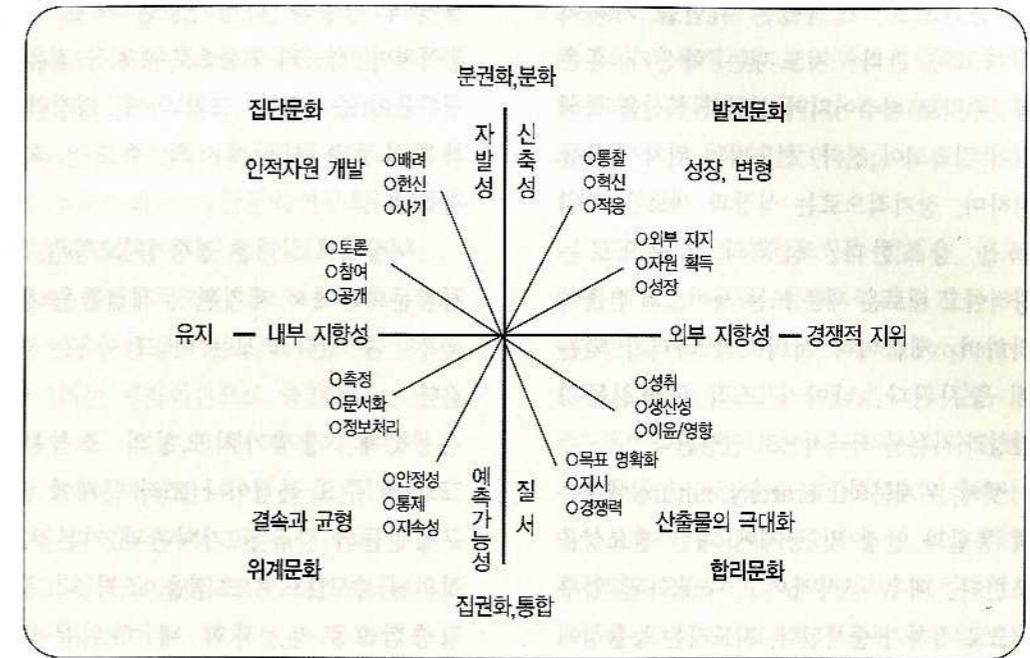 분권화,분화
집단문화
발전문화
자발성
신축성
인적자원 개발
○배려
○헌신
○사기
○통찰
○혁신
○적응
성장, 변형
○토론
○참여
○공개
○외부 지지
○자원 획득
○성장
유지 — 내부 지향성
외부 지향성 — 경쟁적 지위
○측정
○문서화
○정보처리
○성취
○생산성
○이윤/영향
○안정성
○통제
○지속성
예측가능성
질서
○목표 명확화
○지시
○경쟁력
결속과 균형
산출물의 극대화
위계문화
합리문화
집권화,통합